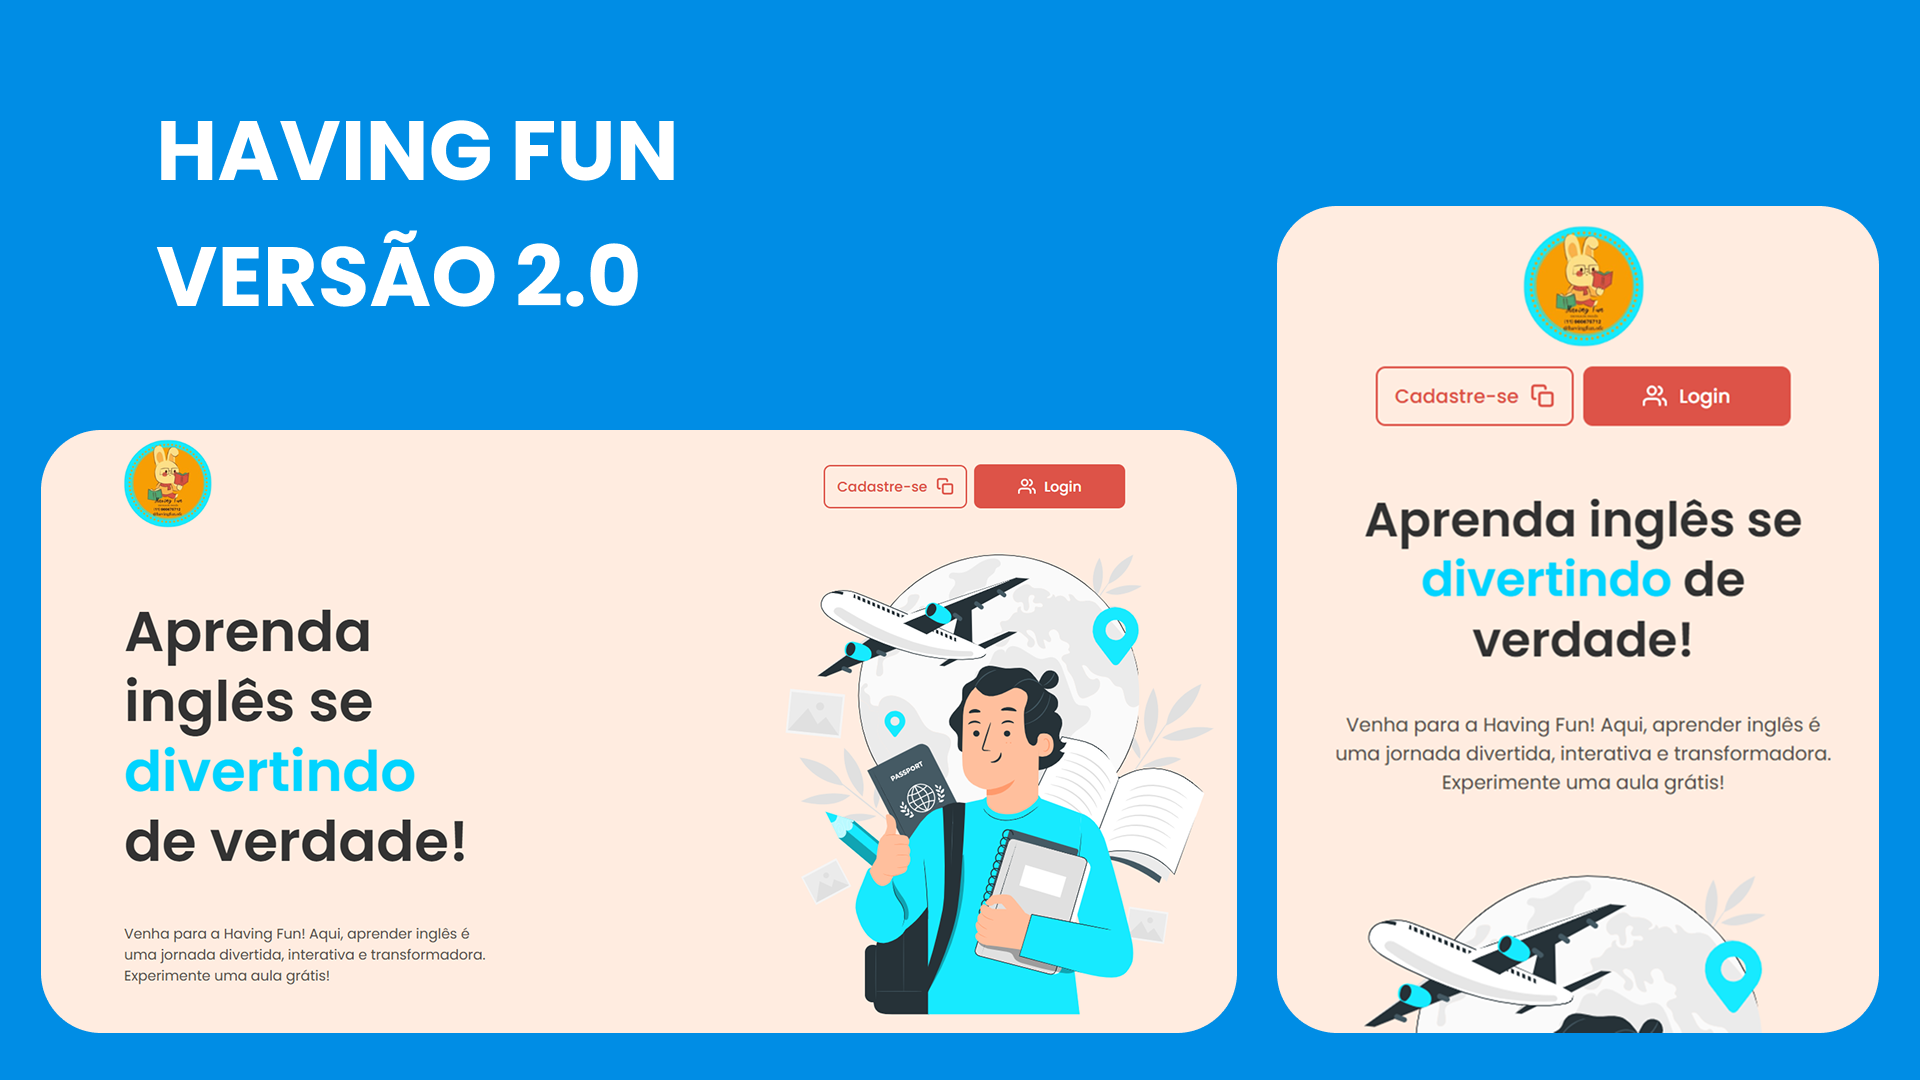 HAVING FUN
VERSÃO 2.0
Cadastre-se
Login
Aprenda
inglês se
divertindo
de verdade!
Venha para a Having Fun! Aqui, aprender inglês é
uma jornada divertida, interativa e transformadora.
Experimente uma aula grátis!
PASSPORT
Having Fun
Cadastre-se
Login
Aprenda inglês se
divertindo de
verdade!
Venha para a Having Fun! Aqui, aprender inglês é
uma jornada divertida, interativa e transformadora.
Experimente uma aula grátis!